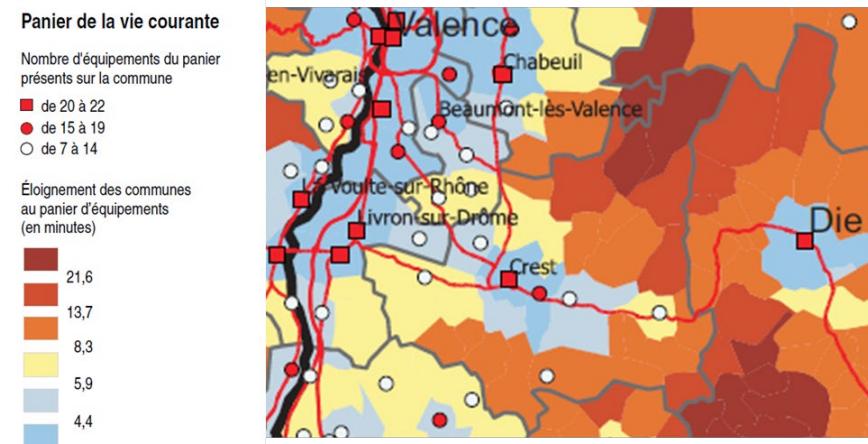 Panier de la vie courante
Nombre d'équipements du panier
présents sur la commune
de 20 à 22
de 15 à 19
de 7 à 14
Éloignement des communes
au panier d'équipements
(en minutes)
21,6
13,7
8,3
5,9
4,4
Valence
Chabeuil
en-Vivarais
Beaumont-lès-Valence
La Voulte-sur-Rhône
Livron-sur-Drôme
Die
Crest